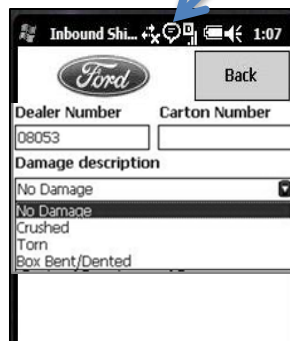 Inbound Shi... 1:07
Ford Back
Dealer Number Carton Number
08053
Damage description
No Damage
No Damage
Crushed
Torn
Box Bent/Dented